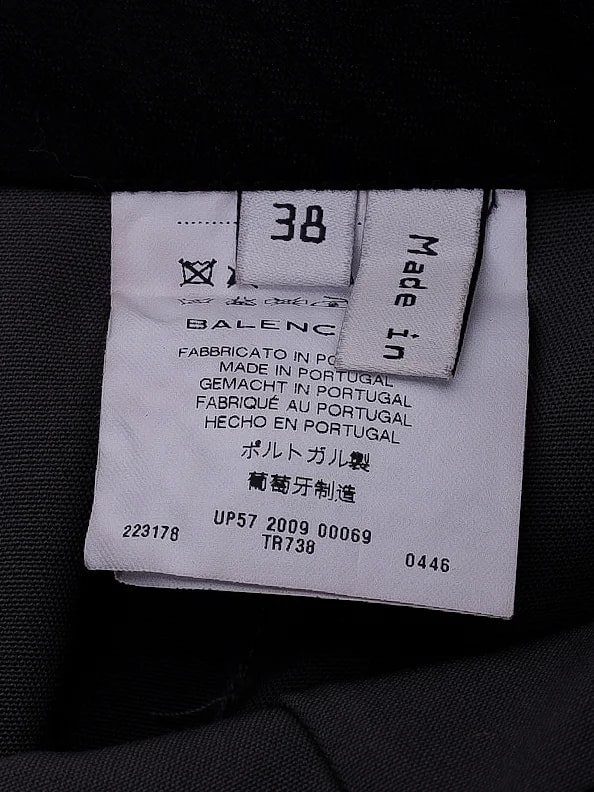 38
Made in
BALENC
FABBRICATO IN PO
MADE IN PORTUGAL
GEMACHT IN PORTUGAL
FABRIQUÉ AU PORTUGAL
HECHO EN PORTUGAL
ポルトガル製
葡萄牙制造
223178
UP57 2009 00069
TR738
0446